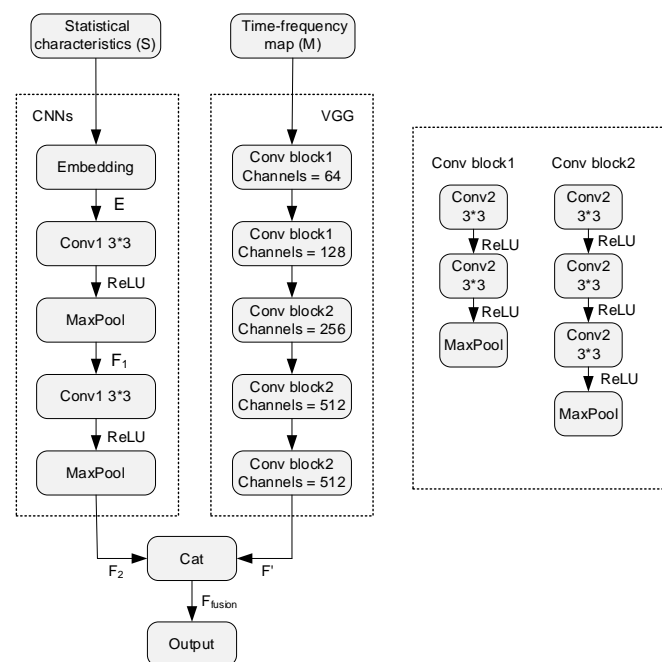 Statistical
characteristics (S)
Time-frequency
map (M)
CNNs
Embedding
E
Conv1 3*3
ReLU
MaxPool
F1
Conv1 3*3
ReLU
MaxPool
F2
VGG
Conv block1
Channels = 64
Conv block1
Channels = 128
Conv block2
Channels = 256
Conv block2
Channels = 512
Conv block2
Channels = 512
F'
Cat
Ffusion
Output
Conv block1
Conv2
3*3
ReLU
Conv2
3*3
ReLU
MaxPool
Conv block2
Conv2
3*3
ReLU
Conv2
3*3
ReLU
Conv2
3*3
ReLU
MaxPool